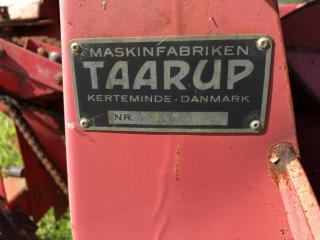 MASKINFABRIKEN
TAARUP
KERTEMINDE-DANMARK
NR.